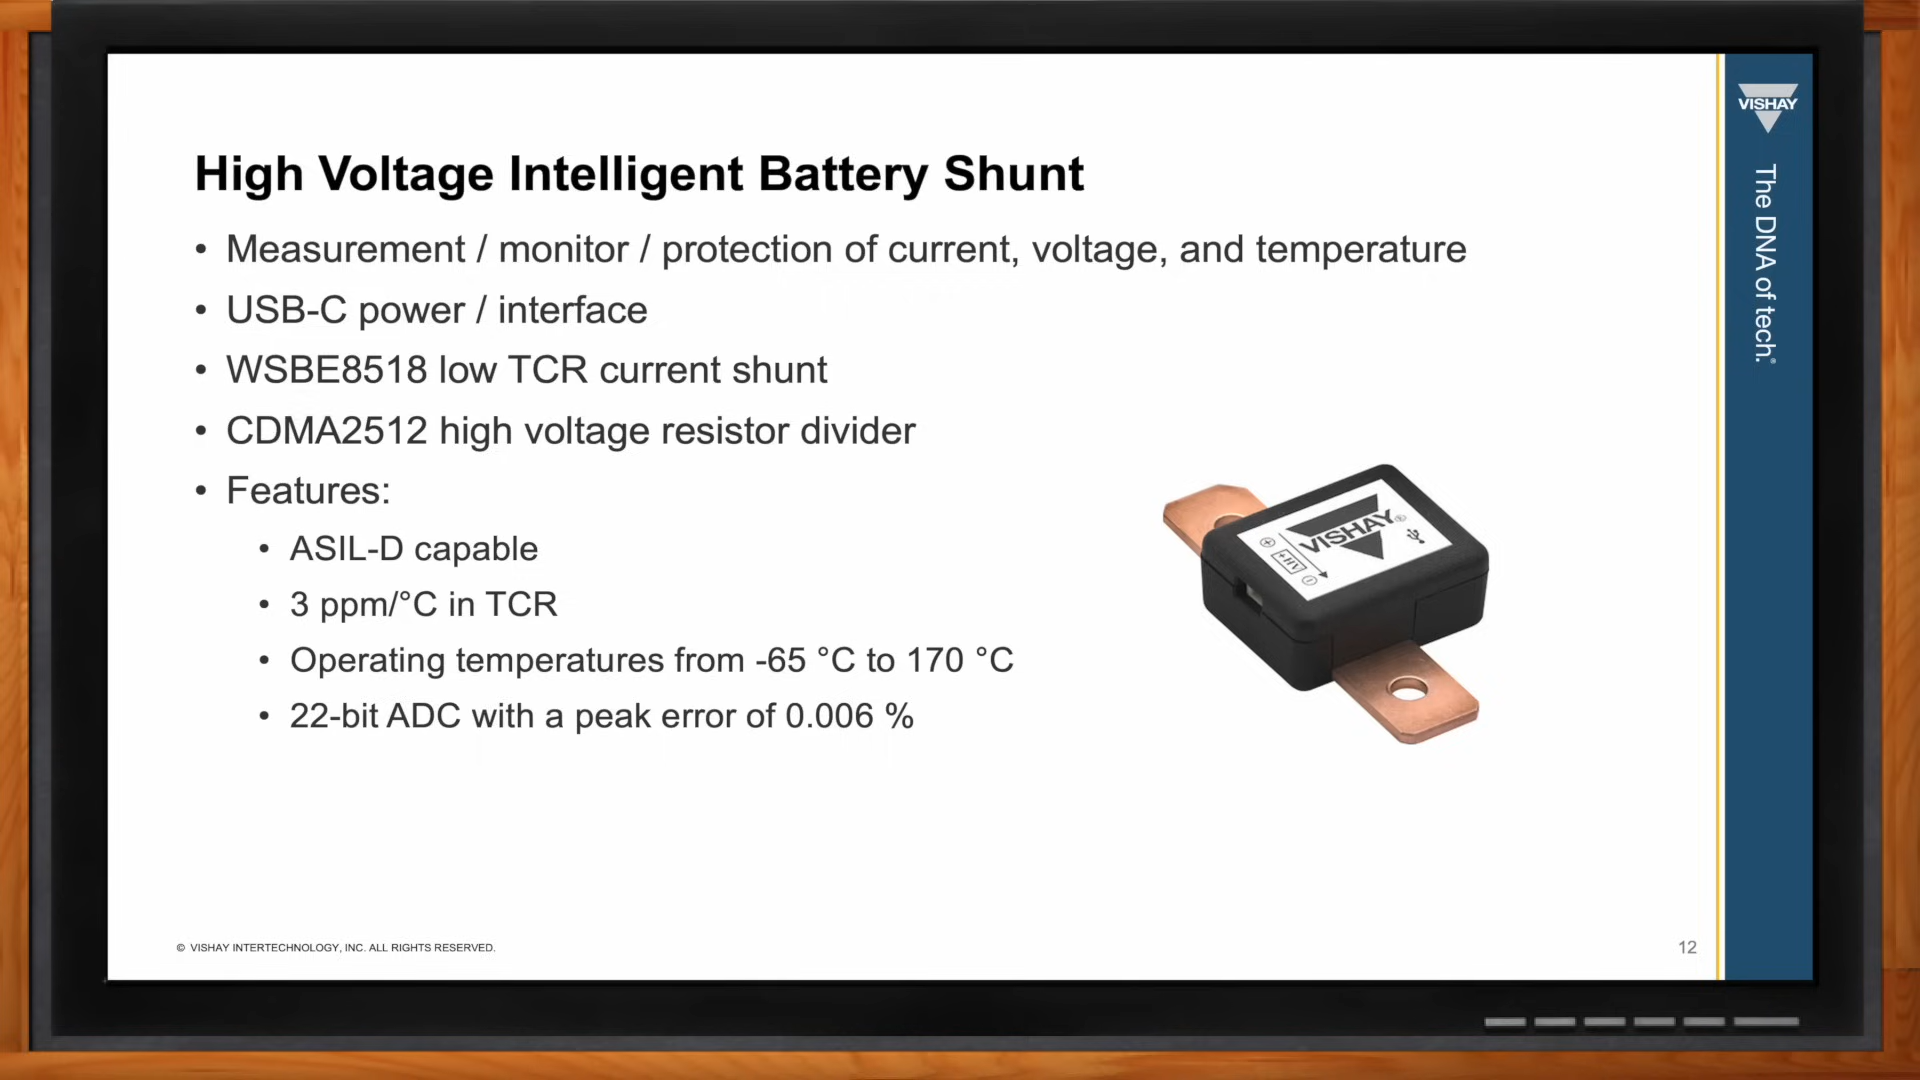 High Voltage Intelligent Battery Shunt
• Measurement / monitor / protection of current, voltage, and temperature
• USB-C power / interface
• WSBE8518 low TCR current shunt
• CDMA2512 high voltage resistor divider
• Features:
• ASIL-D capable
• 3 ppm/°C in TCR
• Operating temperatures from -65 °C to 170 °C
• 22-bit ADC with a peak error of 0.006 %
VISHAY®
+HV
© VISHAY INTERTECHNOLOGY, INC. ALL RIGHTS RESERVED.
12
VISHAY
The DNA of tech.®